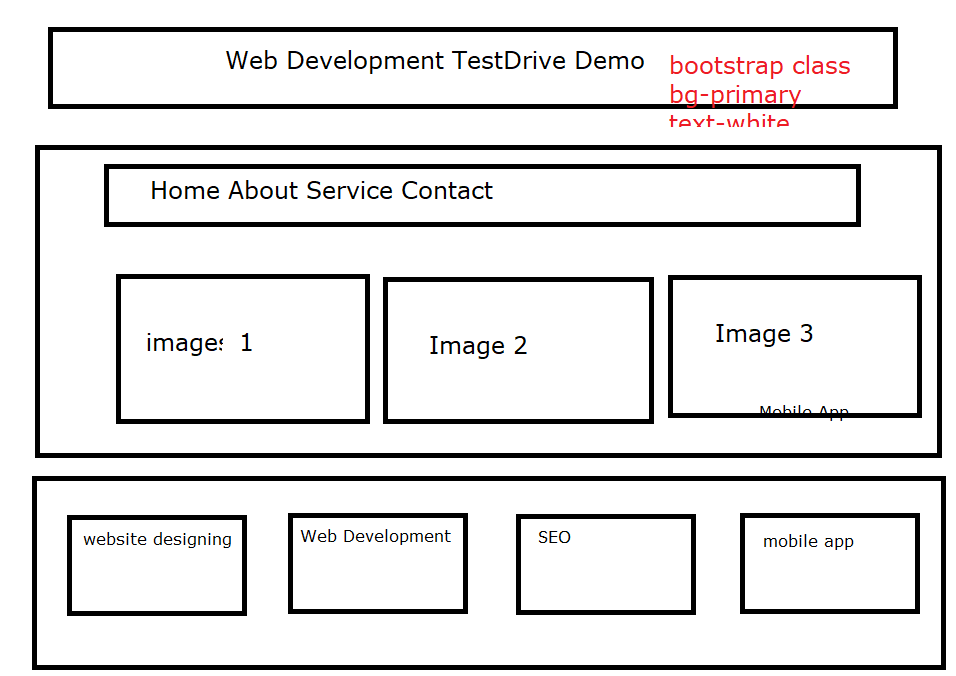 Web Development TestDrive Demo
bootstrap class
bg-primary
text-white
Home About Service Contact
images 1
Image 2
Image 3
Mobile App
website designing
Web Development
SEO
mobile app